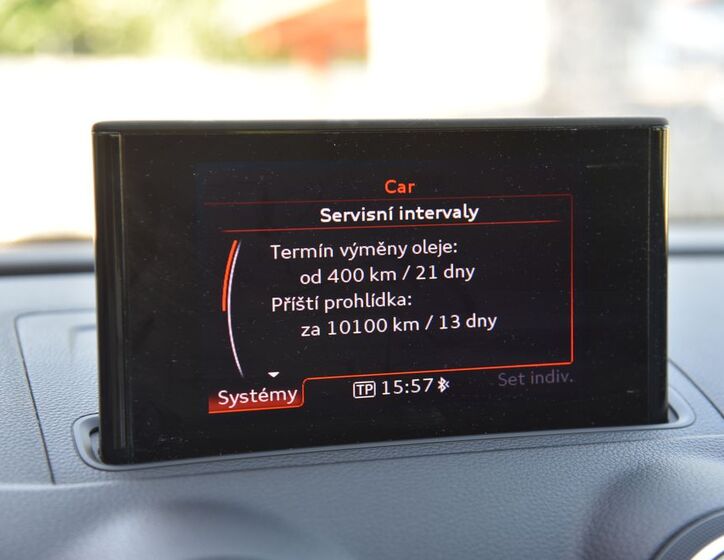 Car
Servisní intervaly
Termín výměny oleje:
od 400 km / 21 dny
Příští prohlídka:
za 10100 km / 13 dny
Systémy
TP 15:57
Set indiv.